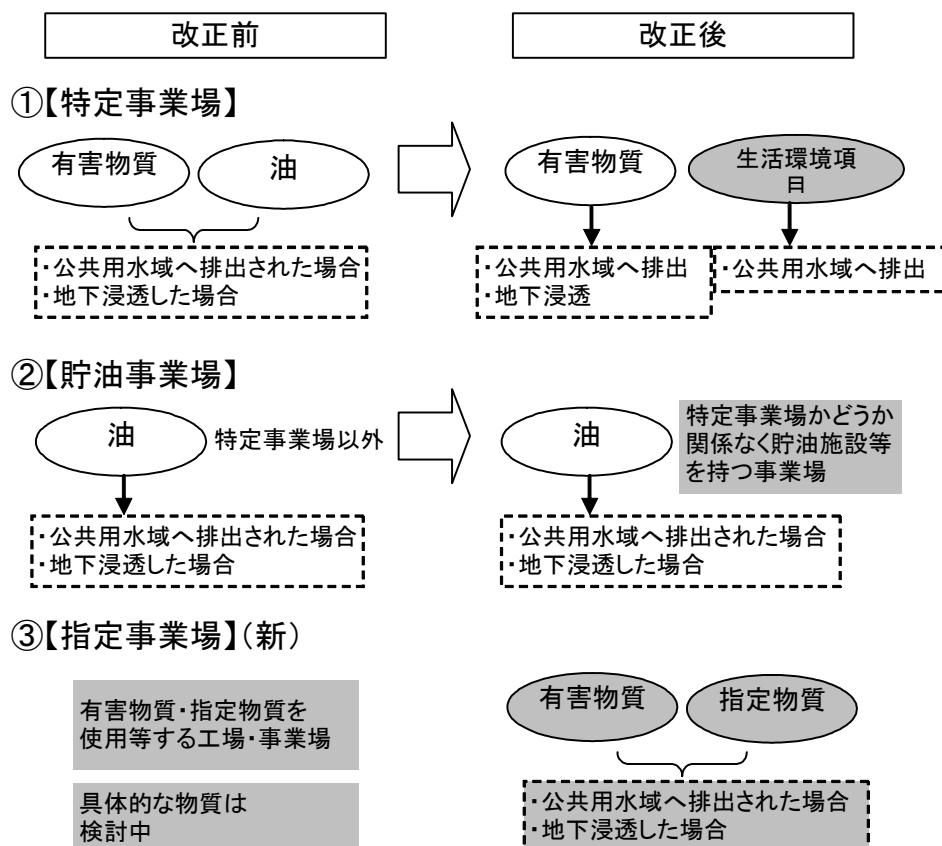 改正前
改正後
①【特定事業場】
有害物質
油
有害物質
生活環境項
目
・公共用水域へ排出された場合
・地下浸透した場合
・公共用水域へ排出
・地下浸透
・公共用水域へ排出
②【貯油事業場】
油
特定事業場以外
油
特定事業場かどうか
関係なく貯油施設等
を持つ事業場
・公共用水域へ排出された場合
・地下浸透した場合
・公共用水域へ排出された場合
・地下浸透した場合
③【指定事業場】(新)
有害物質・指定物質を
使用等する工場・事業場
具体的な物質は
検討中
有害物質
指定物質
・公共用水域へ排出された場合
・地下浸透した場合